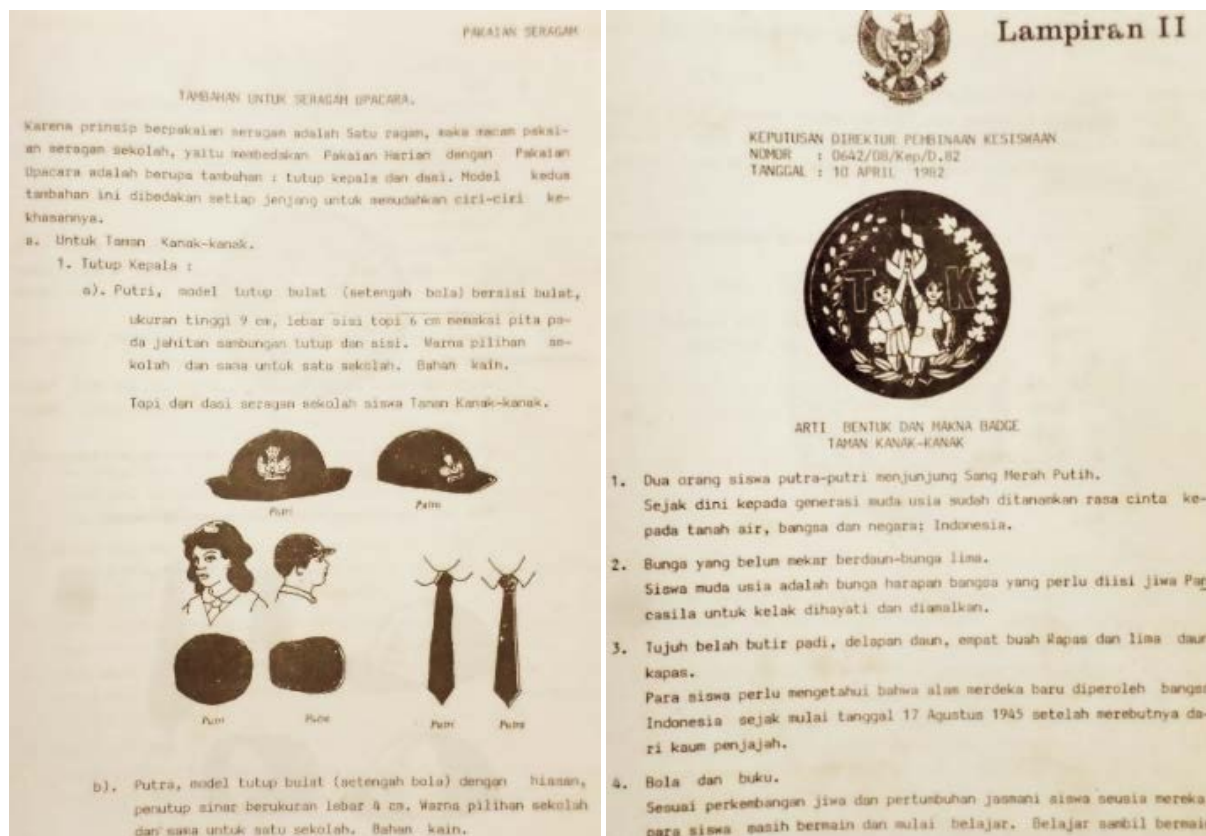 PAKAIAN SERAGAM
TAMBAHAN UNTUK SERAGAM UPACARA.
Karena prinsip berpakaian seragam adalah Satu ragam, maka macam pakai-
an seragam sekolah, yaitu membedakan Pakaian Harian dengan Pakaian
Upacara adalah berupa tambahan : tutup kepala dan dasi. Model kedua
tambahan ini dibedakan setiap jenjang untuk memudahkan ciri-ciri ke-
khasannya.
a. Untuk Taman Kanak-kanak.
1. Tutup Kepala :
a). Putri, model tutup bulat (setengah bola) bersisi bulat,
ukuran tinggi 9 cm, lebar sisi topi 6 cm memakai pita pa-
da jahitan sambungan tutup dan sisi. Warna pilihan se-
kolah dan sama untuk satu sekolah. Bahan kain.
Topi dan dasi seragam sekolah siswa Taman Kanak-kanak.
Putri Putra
Putri Putra Putri Putra
b). Putra, model tutup bulat (setengah bola) dengan hiasan,
penutup sinar berukuran lebar 4 cm. Warna pilihan sekolah
dan sama untuk satu sekolah. Bahan kain.
Lampiran II
KEPUTUSAN DIREKTUR PEMBINAAN KESISWAAN
NOMOR : 0642/08/Kep/D.82
TANGGAL : 10 APRIL 1982
T K
ARTI BENTUK DAN MAKNA BADGE
TAMAN KANAK-KANAK
1. Dua orang siswa putra-putri menjunjung Sang Merah Putih.
Sejak dini kepada generasi muda usia sudah ditanamkan rasa cinta ke-
pada tanah air, bangsa dan negara; Indonesia.
2. Bunga yang belum mekar berdaun-bunga lima.
Siswa muda usia adalah bunga harapan bangsa yang perlu diisi jiwa Pan
casila untuk kelak dihayati dan diamalkan.
3. Tujuh belah butir padi, delapan daun, empat buah Kapas dan lima daun
kapas.
Para siswa perlu mengetahui bahwa alam merdeka baru diperoleh bangsa
Indonesia sejak mulai tanggal 17 Agustus 1945 setelah merebutnya da-
ri kaum penjajah.
4. Bola dan buku.
Sesuai perkembangan jiwa dan pertumbuhan jasmani siswa seusia mereka
para siswa masih bermain dan mulai belajar. Belajar sambil bermain